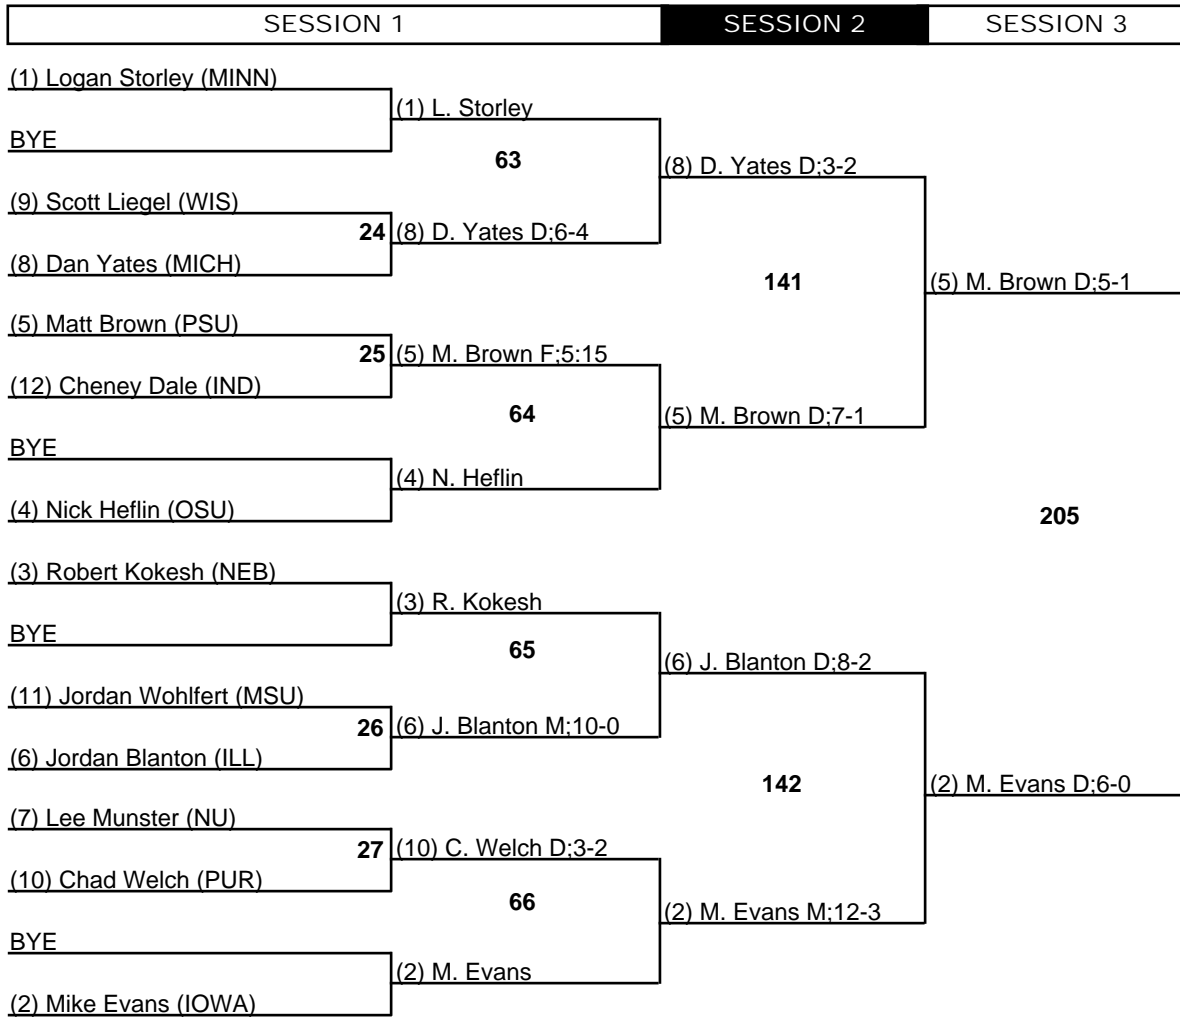 SESSION 1
SESSION 2
SESSION 3
(1) Logan Storley (MINN)
BYE
(9) Scott Liegel (WIS)
24
(8) Dan Yates (MICH)
(5) Matt Brown (PSU)
25
(12) Cheney Dale (IND)
BYE
(4) Nick Heflin (OSU)
(3) Robert Kokesh (NEB)
BYE
(11) Jordan Wohlfert (MSU)
26
(6) Jordan Blanton (ILL)
(7) Lee Munster (NU)
27
(10) Chad Welch (PUR)
BYE
(2) Mike Evans (IOWA)
(1) L. Storley
63
(8) D. Yates D;6-4
(5) M. Brown F;5:15
64
(4) N. Heflin
(3) R. Kokesh
65
(6) J. Blanton M;10-0
(10) C. Welch D;3-2
66
(2) M. Evans
(8) D. Yates D;3-2
141
(5) M. Brown D;7-1
(6) J. Blanton D;8-2
142
(2) M. Evans M;12-3
(5) M. Brown D;5-1
205
(2) M. Evans D;6-0